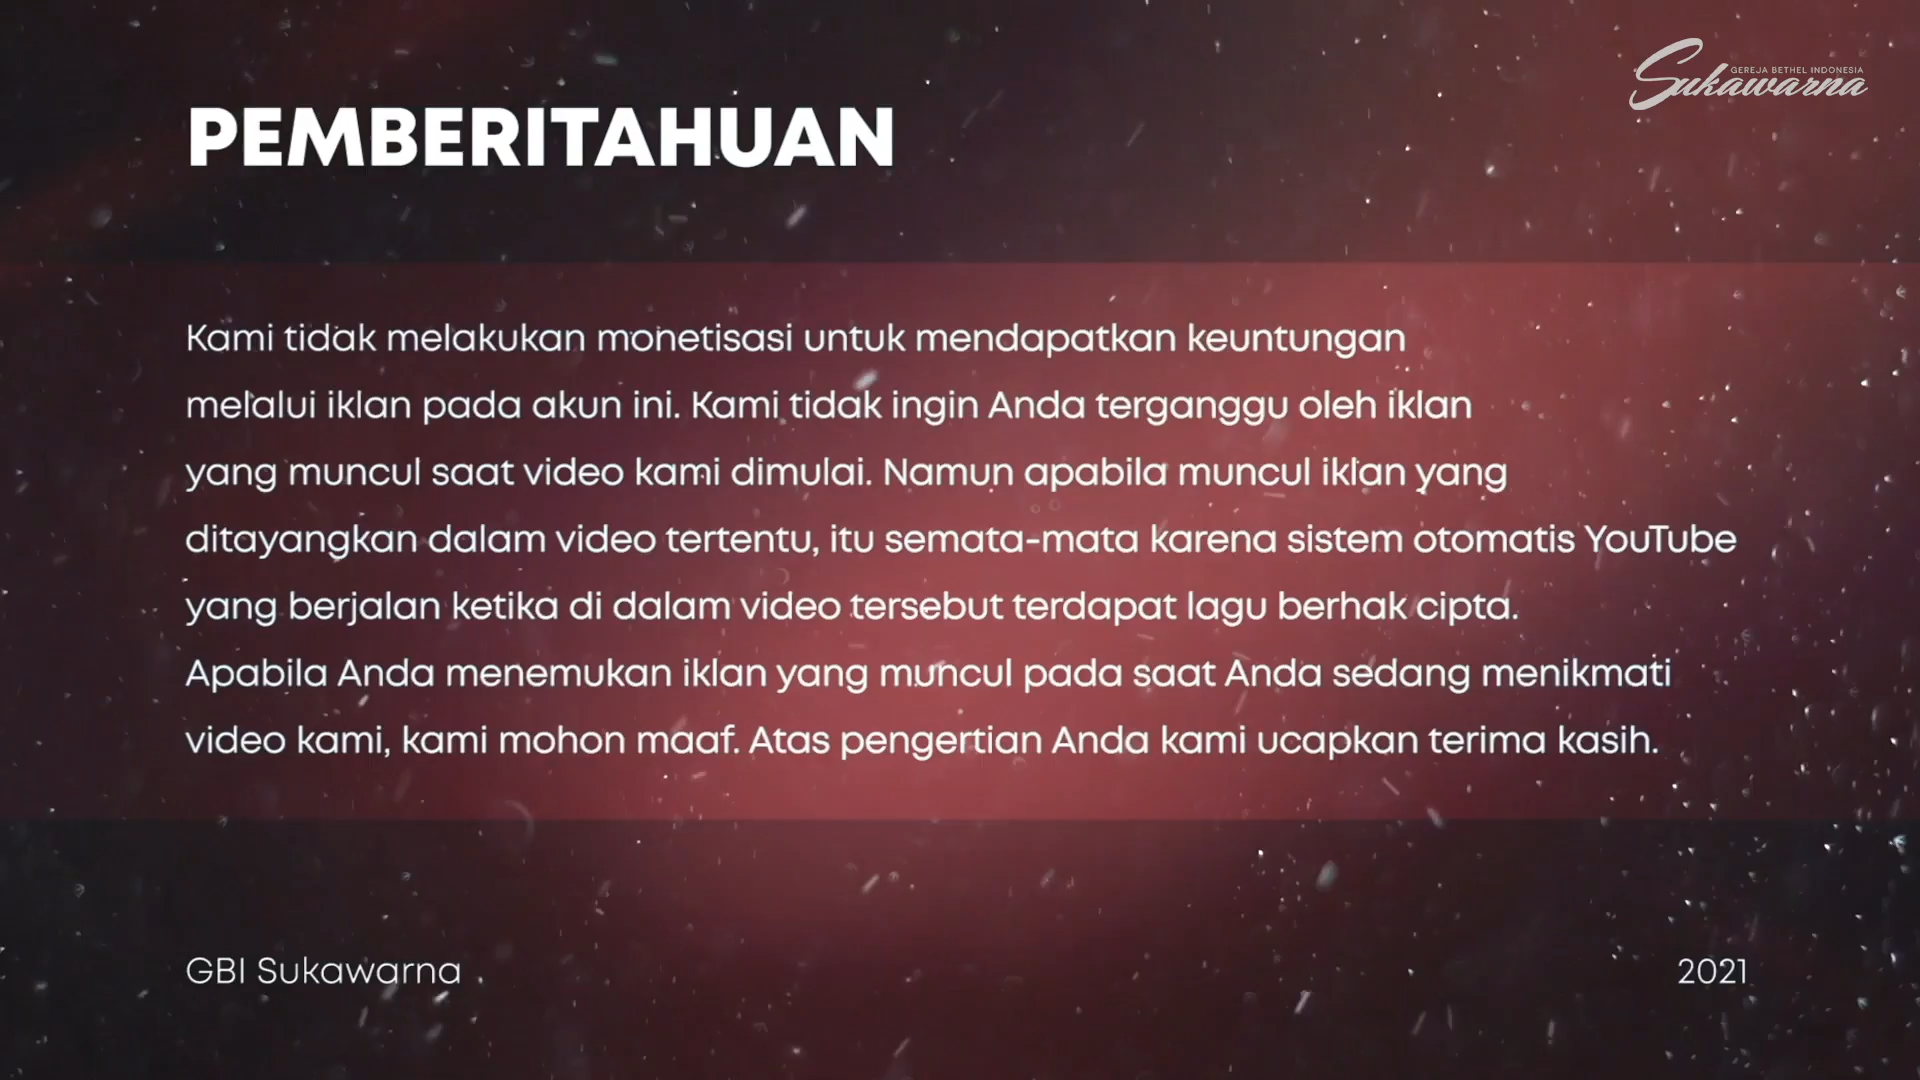 GEREJA BETHEL INDONESIA
Sukawarna
PEMBERITAHUAN
Kami tidak melakukan monetisasi untuk mendapatkan keuntungan
melalui iklan pada akun ini. Kami tidak ingin Anda terganggu oleh iklan
yang muncul saat video kami dimulai. Namun apabila muncul iklan yang
ditayangkan dalam video tertentu, itu semata-mata karena sistem otomatis YouTube
yang berjalan ketika di dalam video tersebut terdapat lagu berhak cipta.
Apabila Anda menemukan iklan yang muncul pada saat Anda sedang menikmati
video kami, kami mohon maaf. Atas pengertian Anda kami ucapkan terima kasih.
GBI Sukawarna
2021